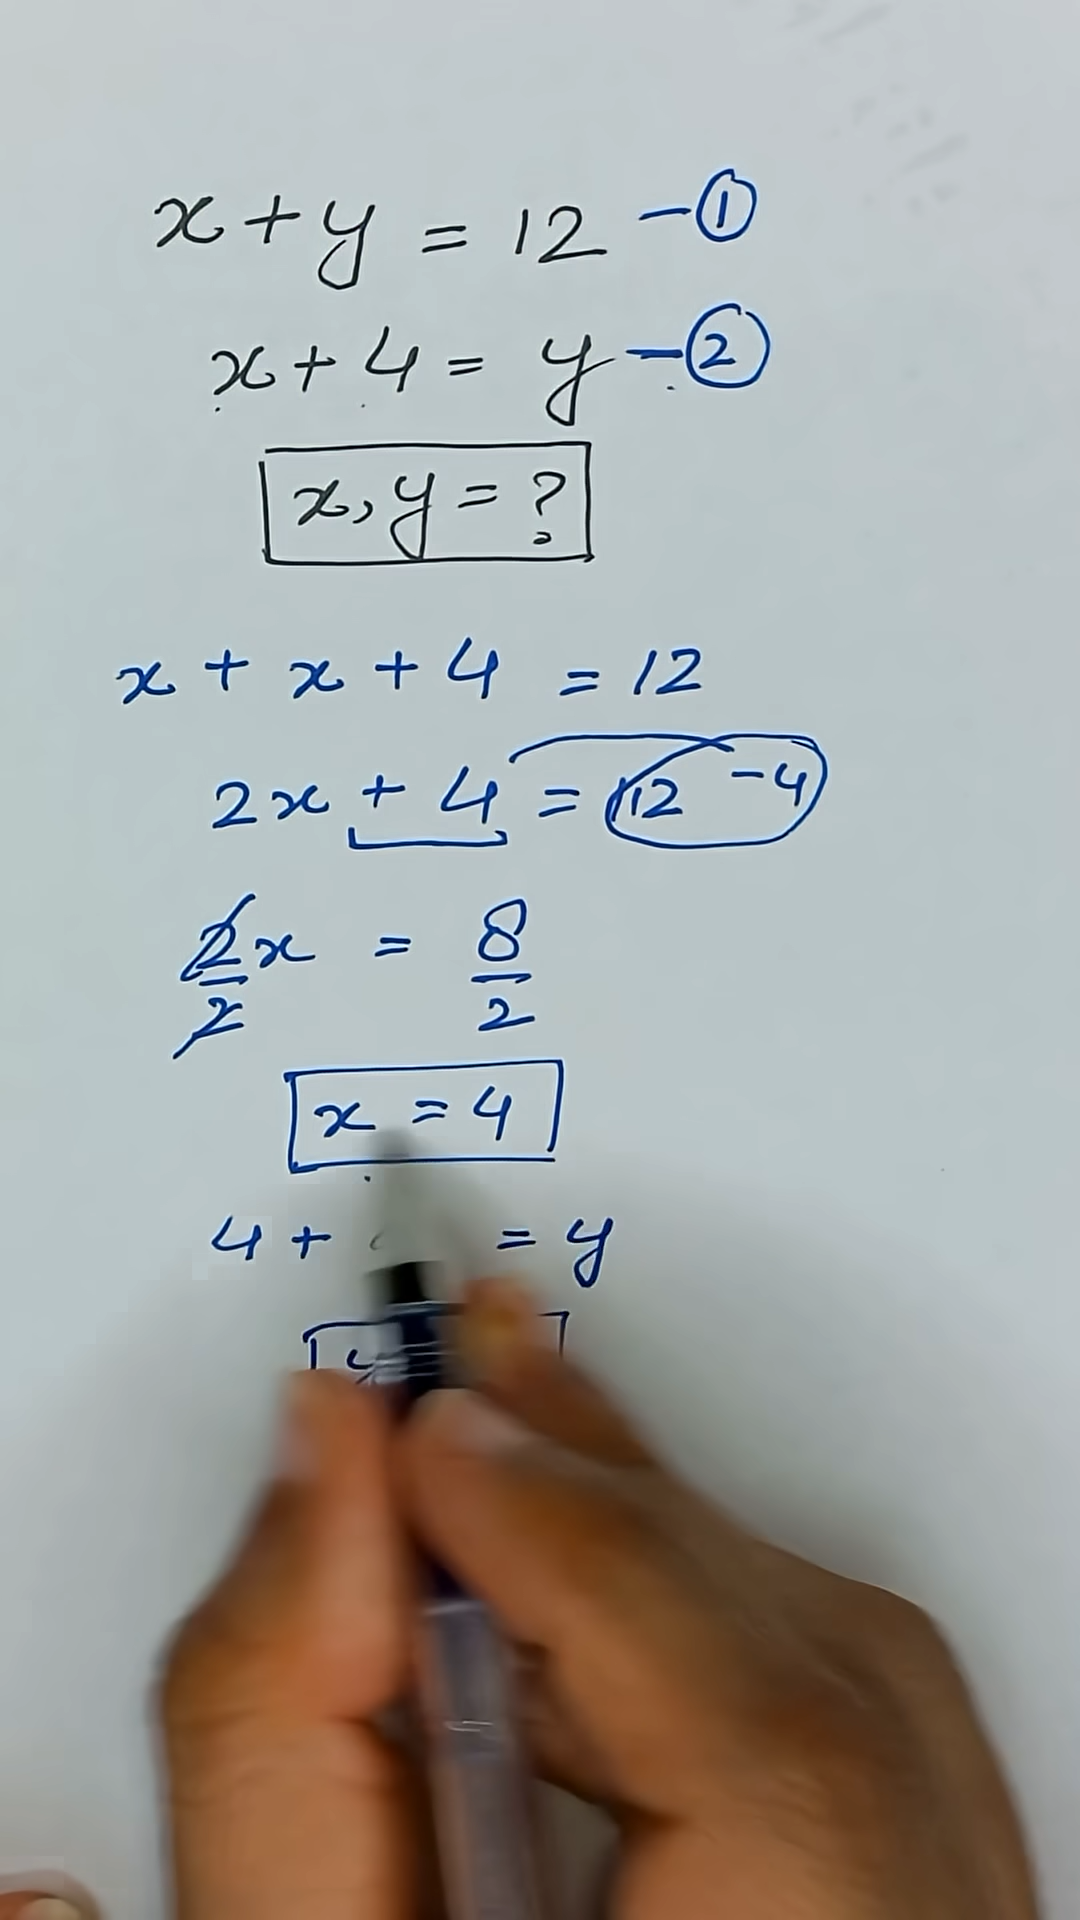 x + y = 12 - ①
x + 4 = y - ②
x, y = ?
x + x + 4 = 12
2x + 4 = 12 - 4
2x = 8
2 2
x = 4
4 + = y
y